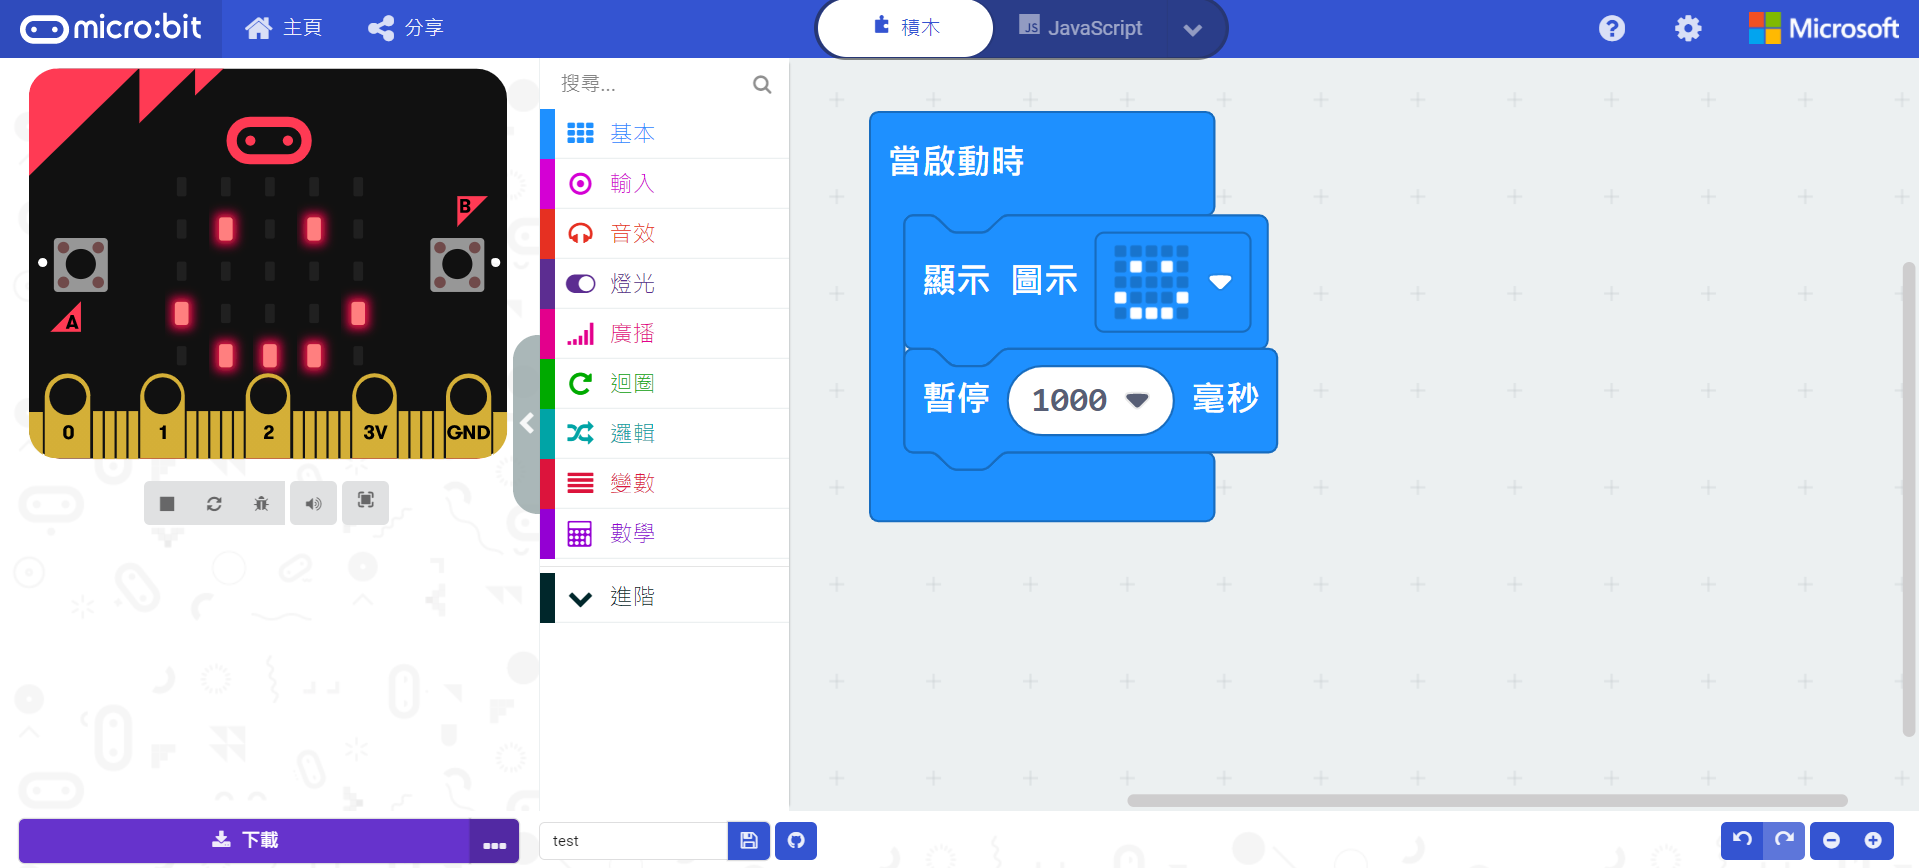 micro:bit 主頁 分享 積木 JS JavaScript Microsoft
搜尋...
基本
輸入
音效
燈光
廣播
迴圈
邏輯
變數
數學
進階
B
A
0 1 2 3V GND
當啟動時
顯示 圖示
暫停 1000 毫秒
下載 ... test